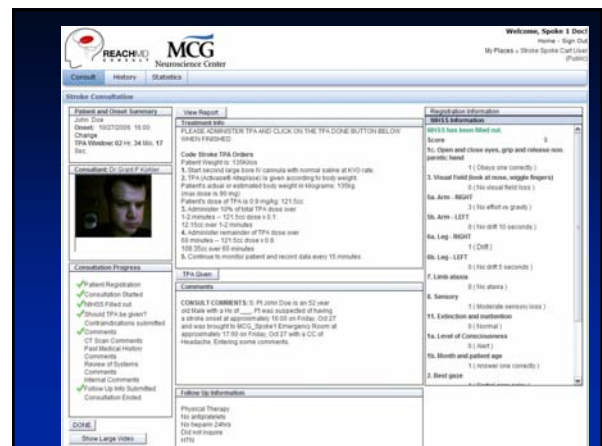 REACHMD
CONSULT
MCG
Neuroscience Center
Welcome, Spoke 1 Doc!
Home - Sign Out
My Places » Stroke Spoke Cart User
(Public)
Consult History Statistics
Stroke Consultation
Patient and Onset Summary
John Doe
Onset: 10/27/2006 16:00
Change
TPA Window: 02 Hr, 34 Min, 17
Sec.
Consultant: Dr Grant P Kohler
Consultation Progress
Patient Registration
Consultation Started
NIHSS Filled out
Should TPA be given?
Contraindications submitted
Comments
CT Scan Comments
Past Medical History
Comments
Review of Systems
Comments
Internal Comments
Follow Up Info Submitted
Consultation Ended
DONE
Show Large Video
View Report
Treatment Info
PLEASE ADMINISTER TPA AND CLICK ON THE TPA DONE BUTTON BELOW
WHEN FINISHED.
Code Stroke TPA Orders
Patient Weight is: 135Kilos
1. Start second large bore IV cannula with normal saline at KVO rate.
2. TPA (Activase® Alteplase) is given according to body weight.
Patient's actual or estimated body weight in kilograms: 135kg
(max dose is 90 mg)
Patient's dose of TPA is 0.9 mg/kg: 121.5cc
3. Administer 10% of total TPA dose over
1-2 minutes -- 121.5cc dose x 0.1:
12.15cc over 1-2 minutes
4. Administer remainder of TPA dose over
60 minutes -- 121.5cc dose x 0.9:
109.35cc over 60 minutes
5. Continue to monitor patient and record data every 15 minutes
TPA Given
Comments
CONSULT COMMENTS: S: Pt John Doe is an 52 year
old Male with a Hx of ___. Pt was suspected of having
a stroke onset at approximately 16:00 on Friday, Oct 27
and was brought to MCG_Spoke1 Emergency Room at
approximately 17:00 on Friday, Oct 27 with a CC of
Headache. Entering some comments.
Follow Up Information
Physical Therapy
No antiplatelets
No heparin 24hrs
Did not inquire
HTN
Registration Information
NIHSS Information
NIHSS has been filled out.
Score 9
1c. Open and close eyes, grip and release non-
paretic hand
1 ( Obeys one correctly )
3. Visual Field (look at nose, wiggle fingers)
0 ( No visual field loss )
5a. Arm - RIGHT
3 ( No effort vs gravity )
5b. Arm - LEFT
0 ( No drift 10 seconds )
6a. Leg - RIGHT
1 ( Drift )
6b. Leg - LEFT
0 ( No drift 5 seconds )
7. Limb ataxia
0 ( No ataxia )
8. Sensory
1 ( Moderate sensory loss )
11. Extinction and inattention
0 ( Normal )
1a. Level of Consciousness
0 ( Alert )
1b. Month and patient age
1 ( Answer one correctly )
2. Best gaze